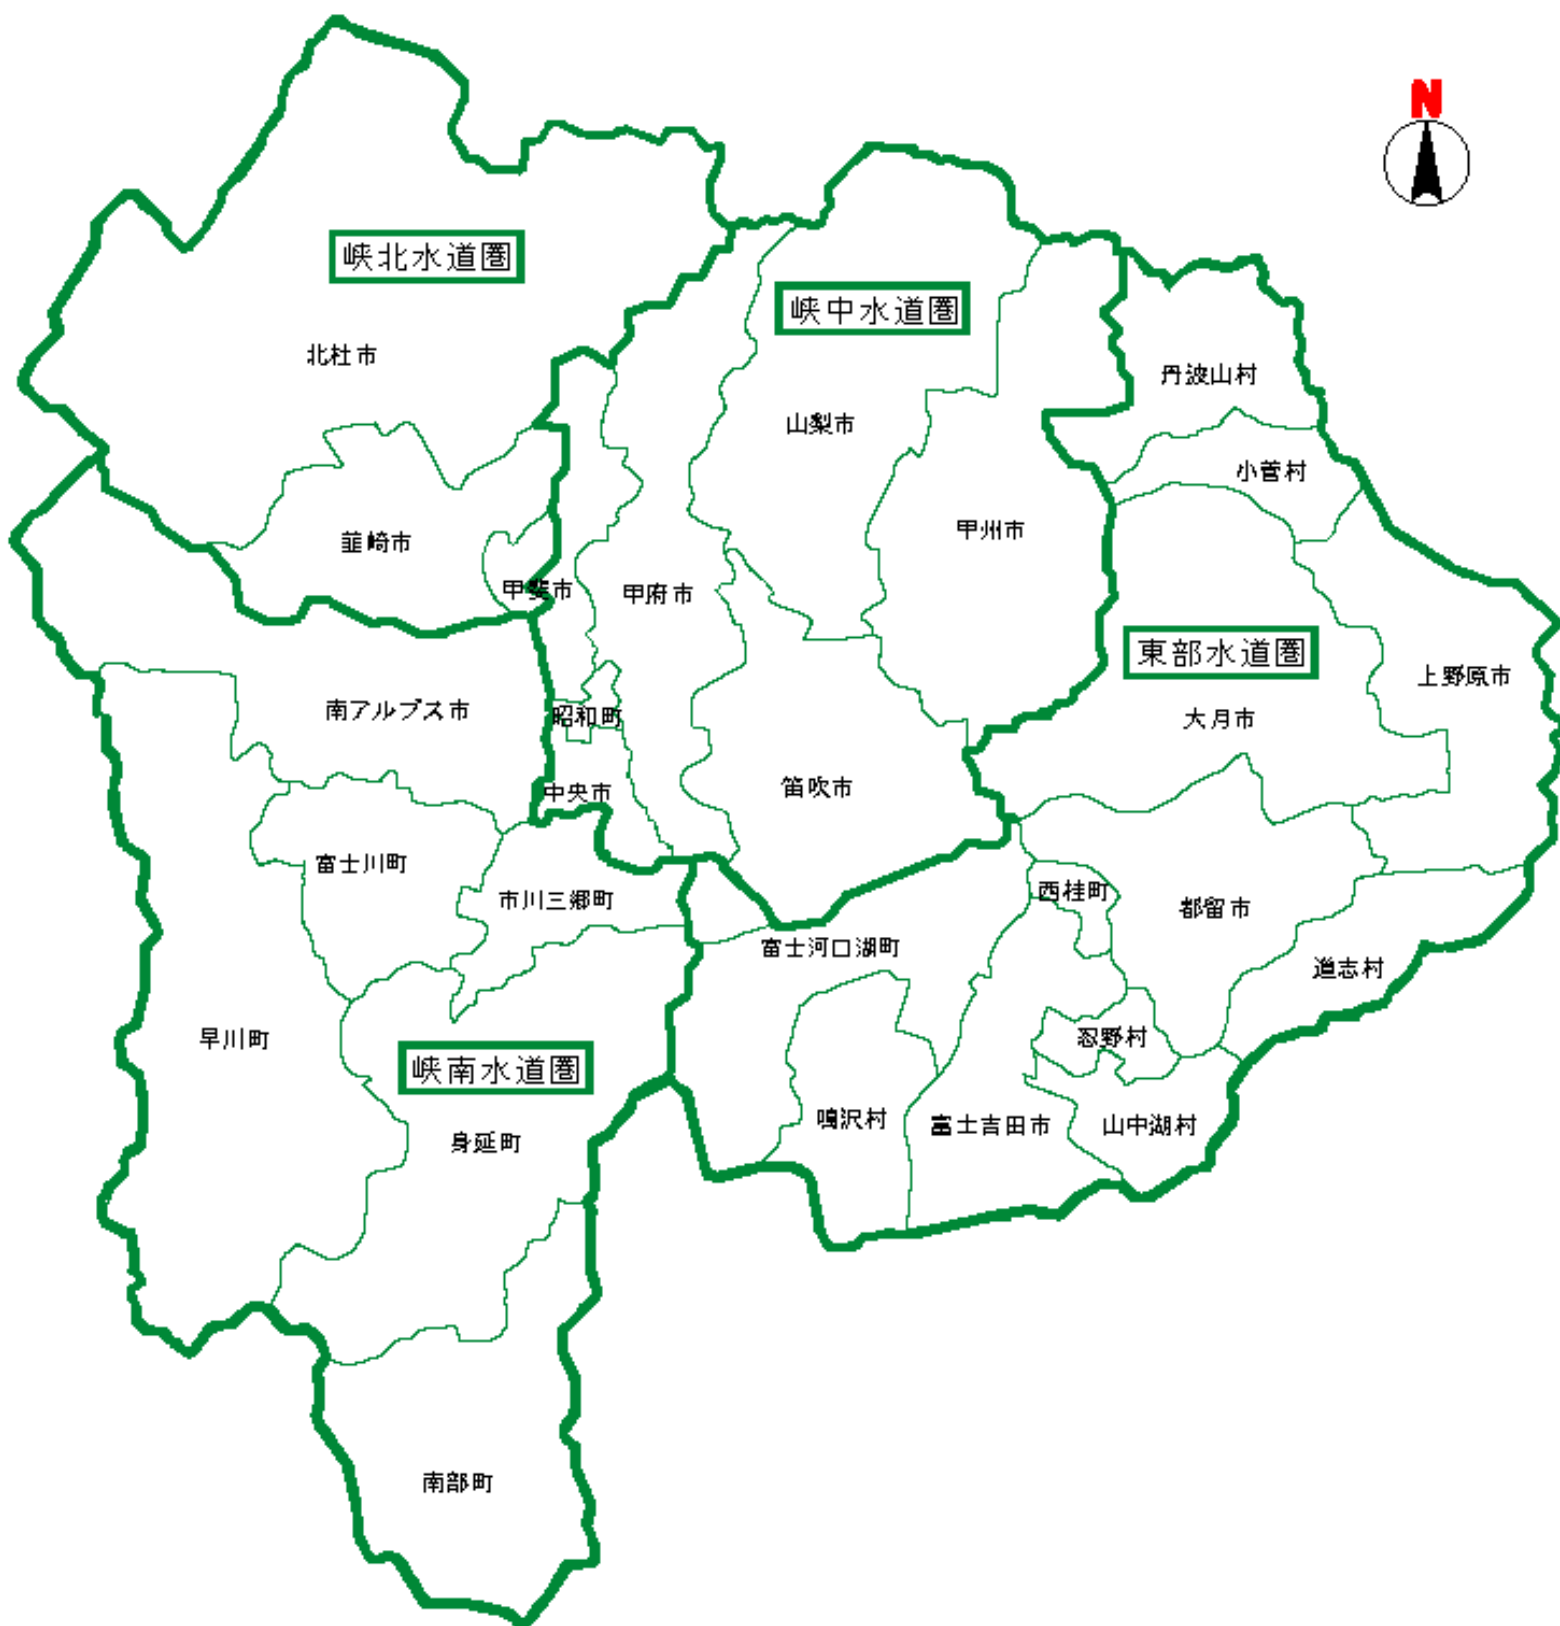 N
峡北水道圏
峡中水道圏
北杜市
丹波山村
山梨市
小菅村
甲州市
韮崎市
甲斐市
甲府市
東部水道圏
上野原市
南アルプス市
昭和町
大月市
笛吹市
中央市
富士川町
市川三郷町
西桂町
都留市
富士河口湖町
道志村
早川町
忍野村
峡南水道圏
鳴沢村
富士吉田市
山中湖村
身延町
南部町